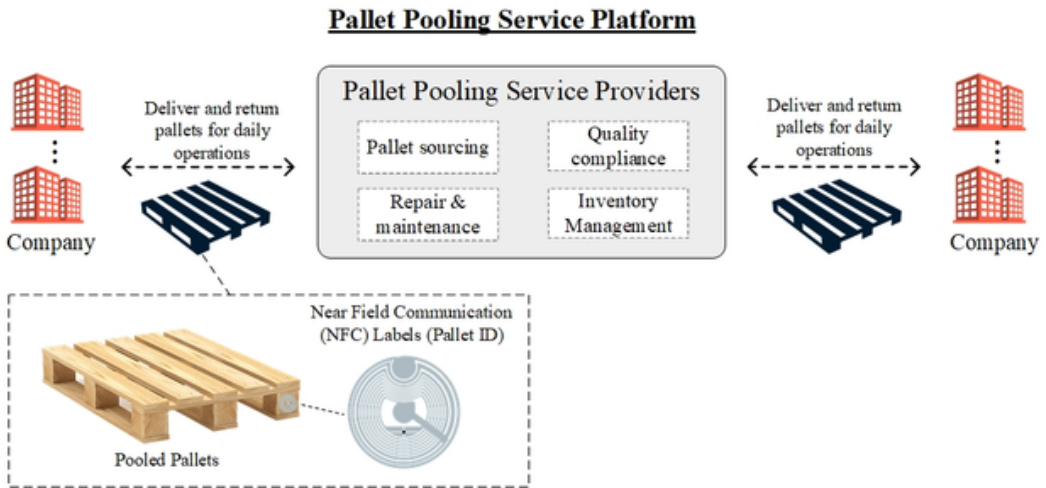 Pallet Pooling Service Platform
Deliver and return
pallets for daily
operations
Company
Pallet Pooling Service Providers
Pallet sourcing
Quality
compliance
Repair &
maintenance
Inventory
Management
Deliver and return
pallets for daily
operations
Company
Near Field Communication
(NFC) Labels (Pallet ID)
Pooled Pallets